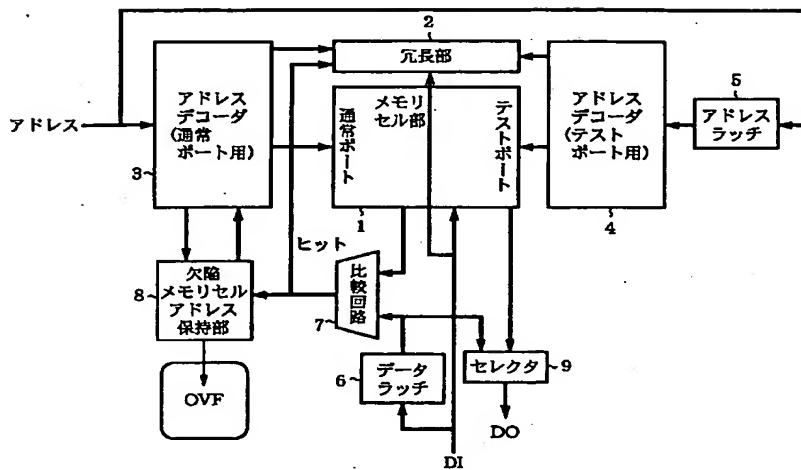 2
冗長部
アドレス
デコーダ
(通常
ポート用)
3
アドレス
メモリ
セル部
通常ポート
テストポート
1
アドレス
デコーダ
(テスト
ポート用)
4
5
アドレス
ラッチ
ヒット
欠陥
メモリセル
アドレス
保持部
8
比較回路
7
データ
ラッチ
6
セレクタ
9
OVF
DO
DI